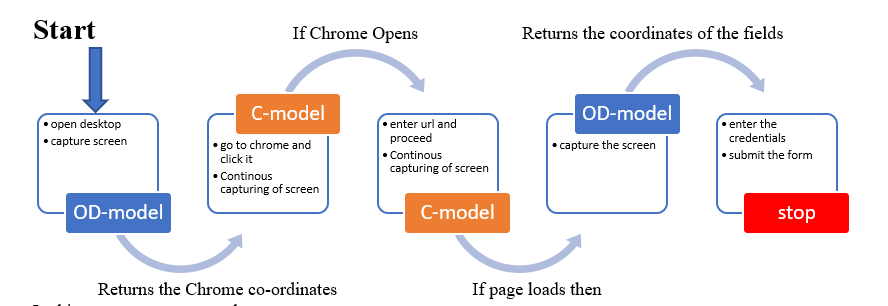 Start
If Chrome Opens
Returns the coordinates of the fields
• open desktop
• capture screen
OD-model
Returns the Chrome co-ordinates
C-model
• go to chrome and
click it
• Continous
capturing of screen
• enter url and
proceed
• Continous
capturing of screen
C-model
If page loads then
OD-model
• capture the screen
• enter the
credentials
• submit the form
stop